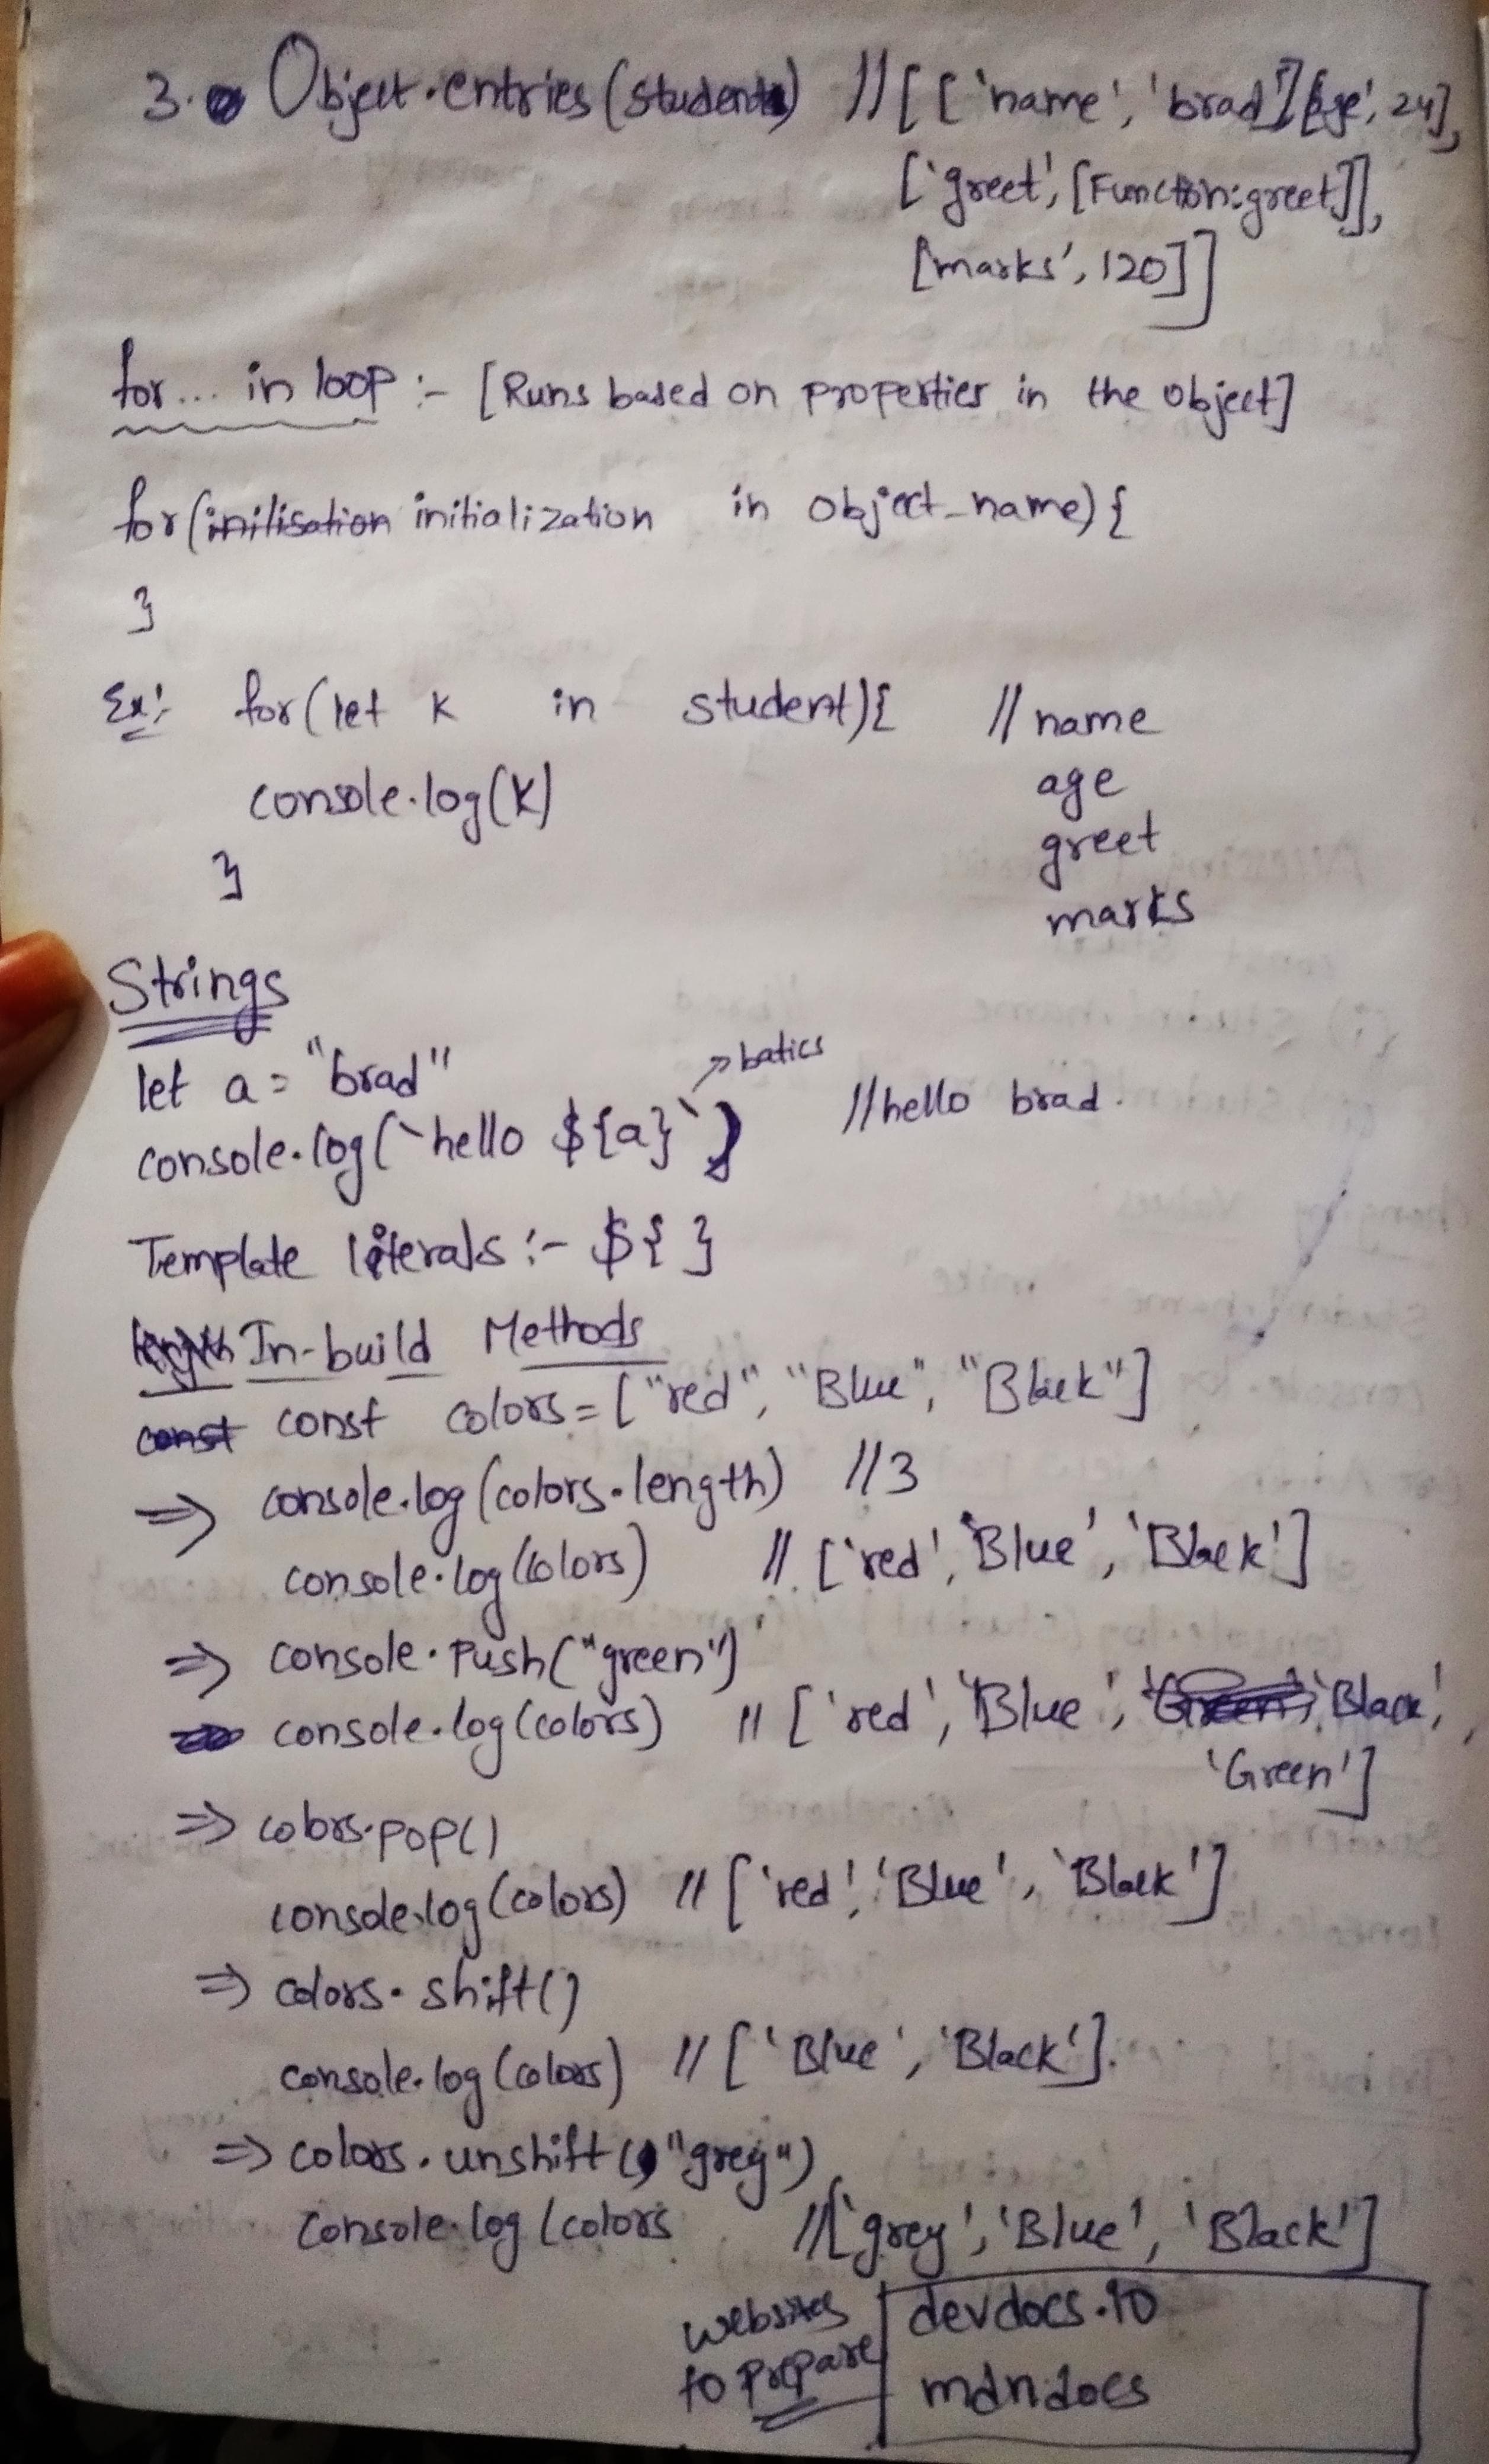 3. Object.entries(student) //[['name', 'brad'][age', 24],
['greet', [Function:greet]],
[marks', 120]]
for... in loop :- [Runs based on properties in the object]
for(inilisation initialization in object_name) {
}
Ex:- for(let k in student){ // name
console.log(k) age
} greet
marks
Strings
let a = "brad"
batics
console.log(`hello ${a}`) //hello brad.
Template literals :- ${ }
length In-build Methods
const const colors = ["red", "Blue", "Black"]
=> console.log(colors.length) //3
console.log(colors) // ['red', 'Blue', 'Black']
=> console.push("green")
console.log(colors) // ['red', 'Blue', 'Green', 'Black',
'Green']
=> colors.pop()
console.log(colors) // ['red', 'Blue', 'Black']
=> colors.shift()
console.log(colors) // ['Blue', 'Black'].
=> colors.unshift("grey")
console.log(colors //['grey', 'Blue', 'Black']
websites devdocs.io
to prepare mdndocs